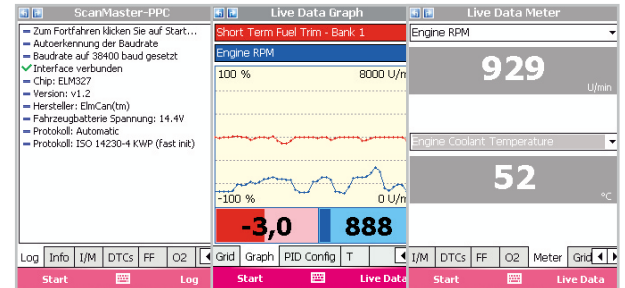 ScanMaster-PPC
Zum Fortfahren klicken Sie auf Start...
Autoerkennung der Baudrate
Baudrate auf 38400 baud gesetzt
Interface verbunden
Chip: ELM327
Version: v1.2
Hersteller: ElmCan(tm)
Fahrzeugbatterie Spannung: 14.4V
Protokoll: Automatic
Protokoll: ISO 14230-4 KWP (fast init)
Log Info I/M DTCs FF O2
Start Log
Live Data Graph
Short Term Fuel Trim - Bank 1
Engine RPM
100 % 8000 U/m
-100 % 0 U/m
-3,0 888
Grid Graph PID Config T
Start Live Data
Live Data Meter
Engine RPM
929
U/min
Engine Coolant Temperature
52
°C
I/M DTCs FF O2 Meter Grid
Start Live Data